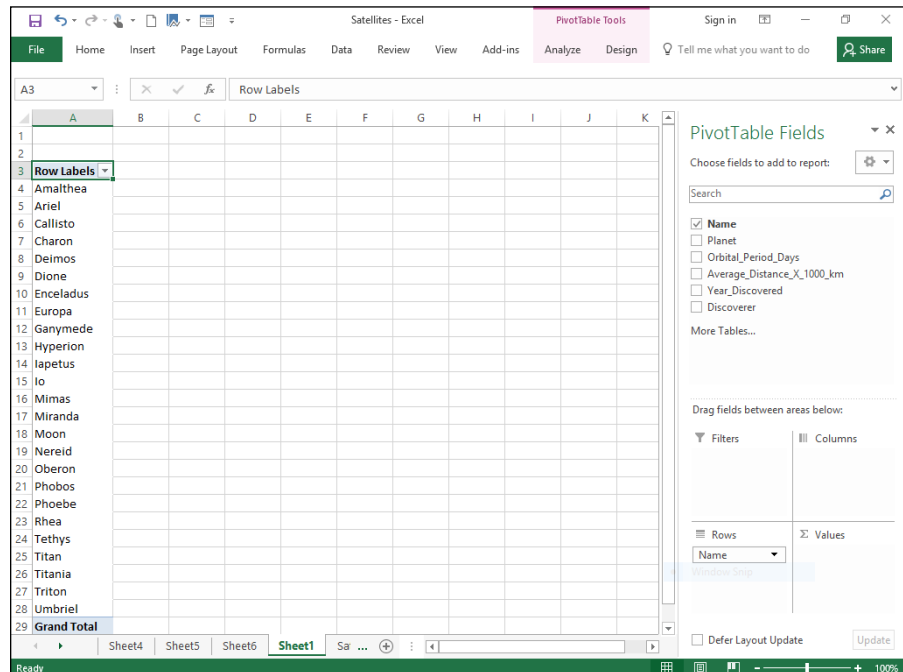 Satellites - Excel
PivotTable Tools
Sign in
File Home Insert Page Layout Formulas Data Review View Add-ins Analyze Design Tell me what you want to do Share
A3 fx Row Labels
A B C D E F G H I J K
1
2
3 Row Labels
4 Amalthea
5 Ariel
6 Callisto
7 Charon
8 Deimos
9 Dione
10 Enceladus
11 Europa
12 Ganymede
13 Hyperion
14 Iapetus
15 Io
16 Mimas
17 Miranda
18 Moon
19 Nereid
20 Oberon
21 Phobos
22 Phoebe
23 Rhea
24 Tethys
25 Titan
26 Titania
27 Triton
28 Umbriel
29 Grand Total
PivotTable Fields
Choose fields to add to report:
Search
Name
Planet
Orbital_Period_Days
Average_Distance_X_1000_km
Year_Discovered
Discoverer
More Tables...
Drag fields between areas below:
Filters
Columns
Rows
Σ Values
Name
Window Snip
Defer Layout Update
Update
Sheet4 Sheet5 Sheet6 Sheet1 Sa ...
Ready
100%